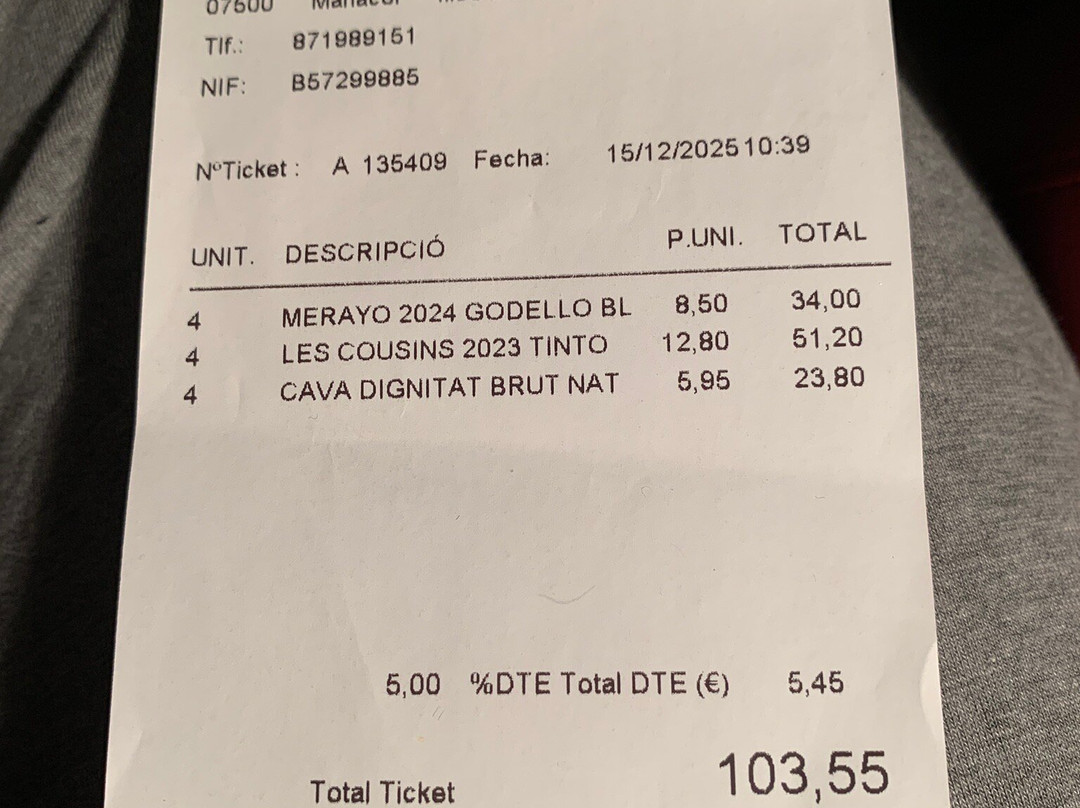 07500 Manacor
Tlf.: 871989151
NIF: B57299885
NºTicket : A 135409 Fecha: 15/12/2025 10:39
UNIT. DESCRIPCIÓ P.UNI. TOTAL
4 MERAYO 2024 GODELLO BL 8,50 34,00
4 LES COUSINS 2023 TINTO 12,80 51,20
4 CAVA DIGNITAT BRUT NAT 5,95 23,80
5,00 %DTE Total DTE (€) 5,45
Total Ticket 103,55